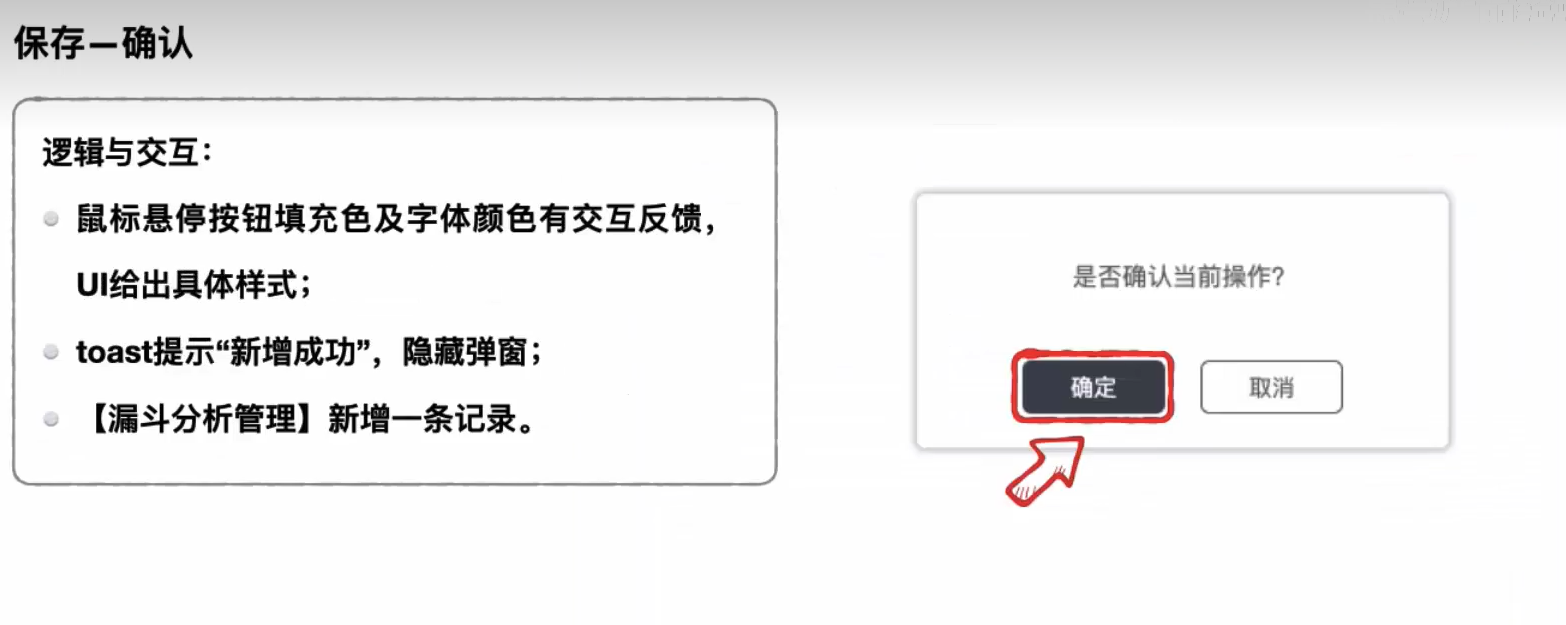 保存—确认
逻辑与交互：
鼠标悬停按钮填充色及字体颜色有交互反馈，
UI给出具体样式；
toast提示“新增成功”，隐藏弹窗；
【漏斗分析管理】新增一条记录。
是否确认当前操作?
确定
取消